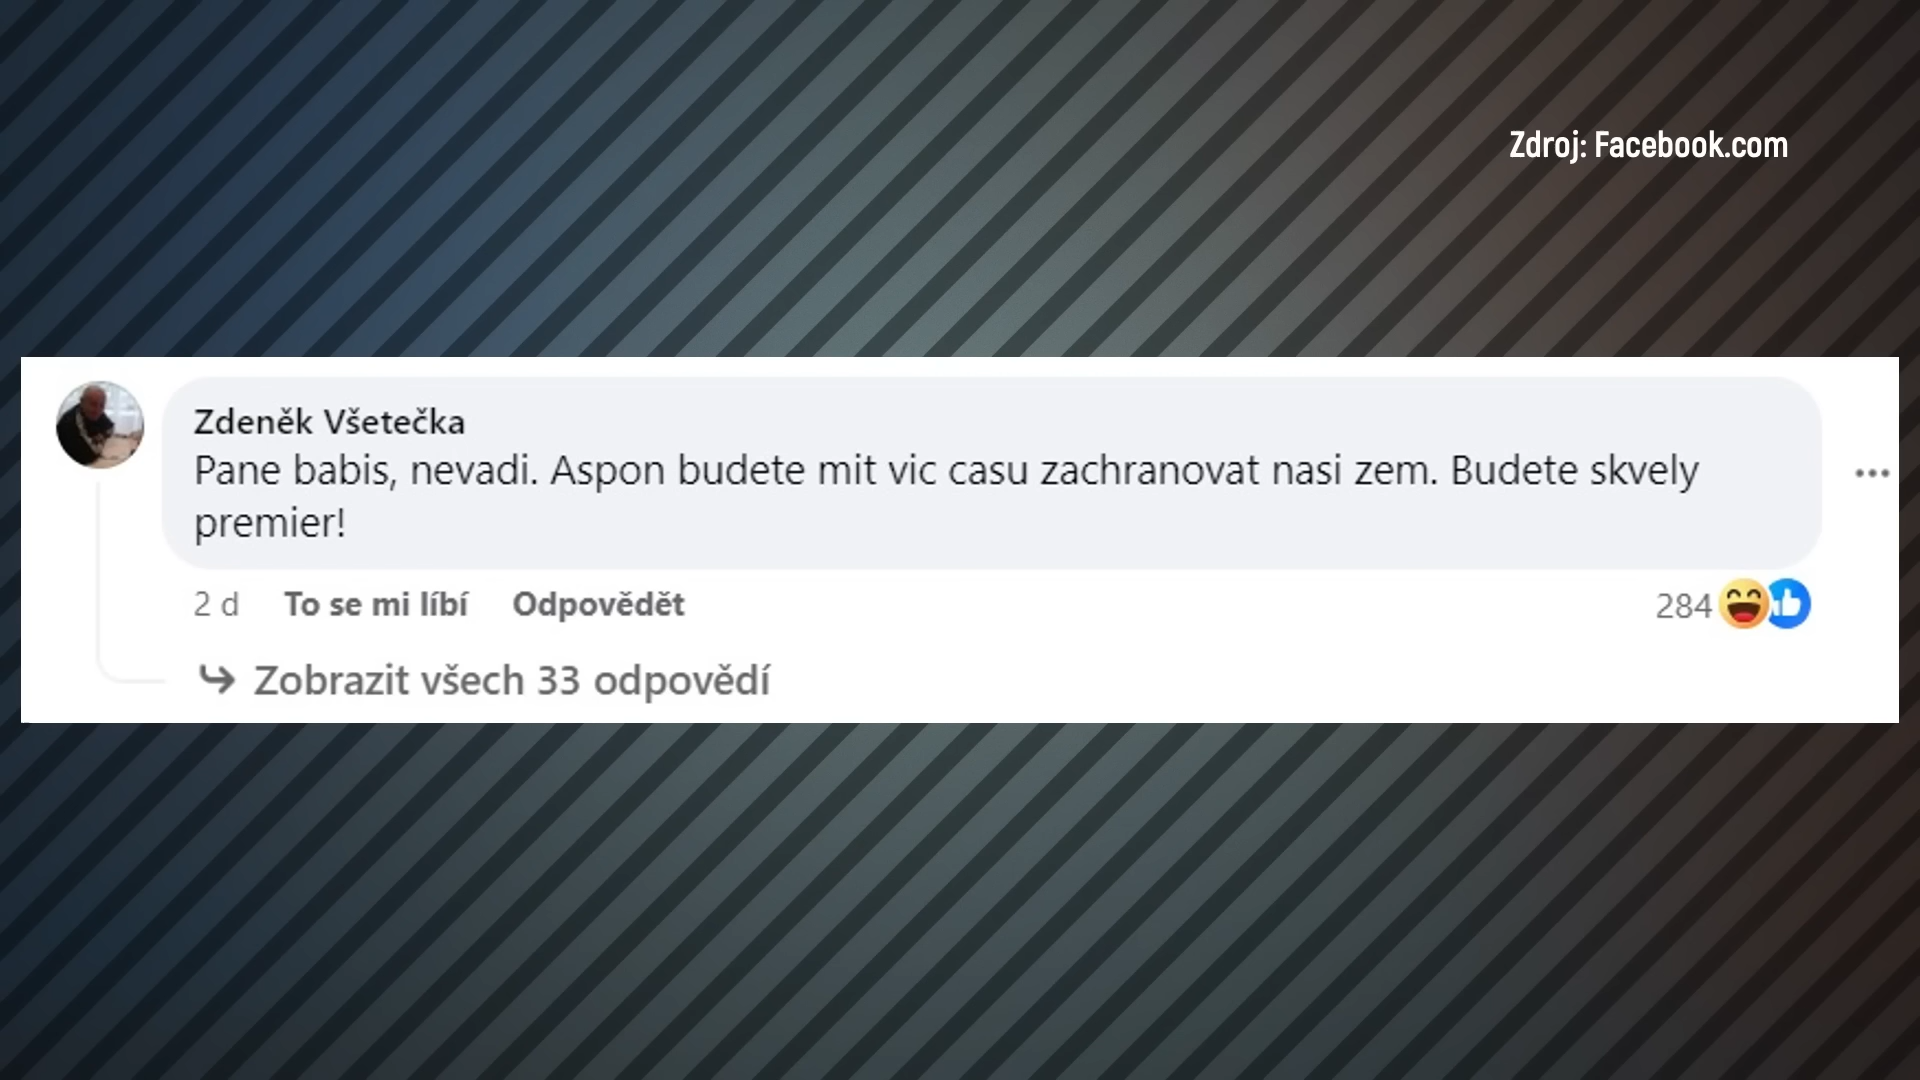 Zdroj: Facebook.com
Zdeněk Všetečka
Pane babis, nevadi. Aspon budete mit vic casu zachranovat nasi zem. Budete skvely
premier!
2 d To se mi líbí Odpovědět 284
Zobrazit všech 33 odpovědí